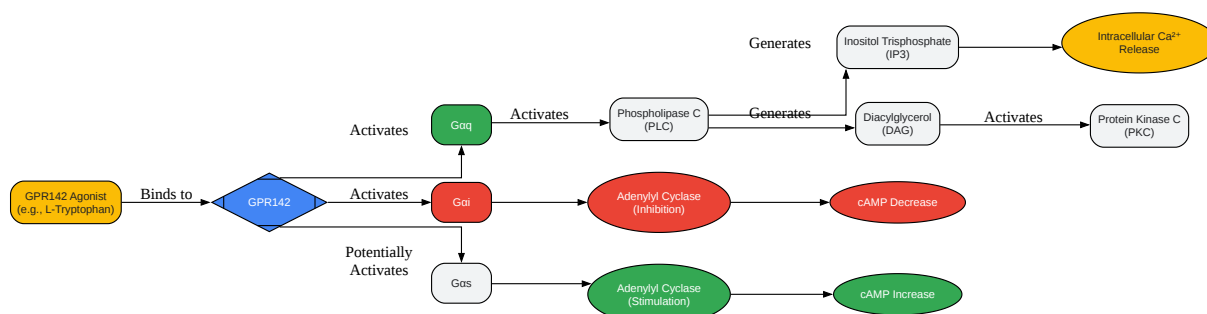 Generates
Inositol Trisphosphate
(IP3)
Intracellular Ca²⁺
Release
Activates
Gαq
Activates
Phospholipase C
(PLC)
Generates
Diacylglycerol
(DAG)
Activates
Protein Kinase C
(PKC)
GPR142 Agonist
(e.g., L-Tryptophan)
Binds to
GPR142
Activates
Gαi
Adenylyl Cyclase
(Inhibition)
cAMP Decrease
Potentially
Activates
Gαs
Adenylyl Cyclase
(Stimulation)
cAMP Increase